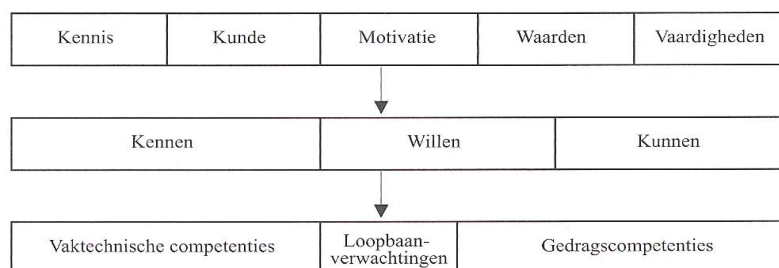 Kennis Kunde Motivatie Waarden Vaardigheden
Kennen Willen Kunnen
Vaktechnische competenties Loopbaan-
verwachtingen Gedragscompetenties